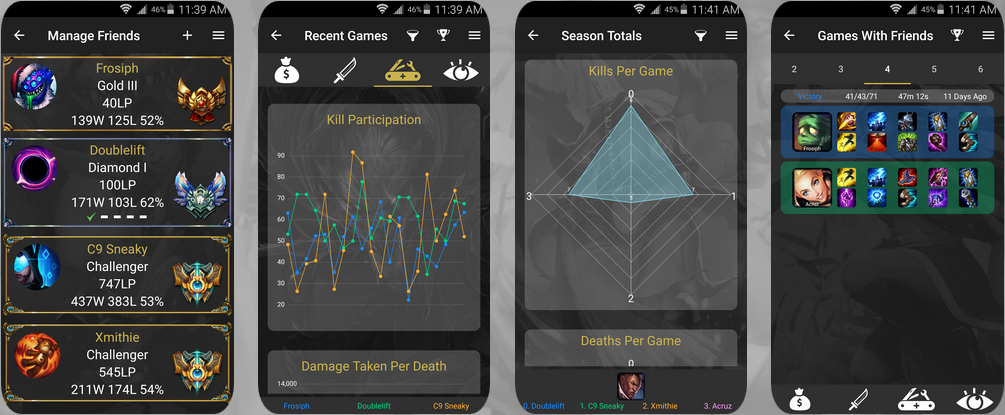 46% 11:39 AM
Manage Friends
Frosiph
Gold III
40LP
139W 125L 52%
Doublelift
Diamond I
100LP
171W 103L 62%
C9 Sneaky
Challenger
747LP
437W 383L 53%
Xmithie
Challenger
545LP
211W 174L 54%
46% 11:39 AM
Recent Games
$
Kill Participation
90
80
70
60
50
40
30
20
Damage Taken Per Death
14,000
Frosiph Doublelift C9 Sneaky
45% 11:41 AM
Season Totals
Kills Per Game
0
3 1
2
Deaths Per Game
0
0. Doublelift 1. C9 Sneaky 2. Xmithie 3. Acruz
45% 11:41 AM
Games With Friends
2 3 4 5 6
Victory 41/43/71 47m 12s 11 Days Ago
Frosiph
Acruz
$